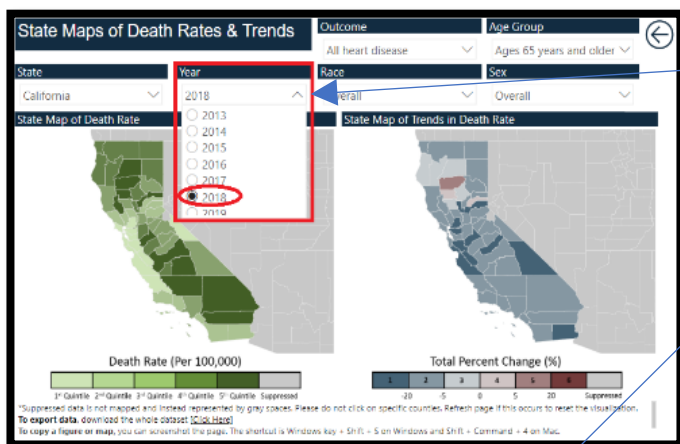 State Maps of Death Rates & Trends
Outcome
All heart disease
Age Group
Ages 65 years and older
State
California
Year
2018
2013
2014
2015
2016
2017
2018
2019
Race
Overall
Sex
Overall
State Map of Death Rate
State Map of Trends in Death Rate
Death Rate (Per 100,000)
1st Quintile 2nd Quintile 3rd Quintile 4th Quintile 5th Quintile Suppressed
Total Percent Change (%)
1 2 3 4 5 6
-20 -5 0 5 20 Suppressed
*Suppressed data is not mapped and instead represented by gray spaces. Please do not click on specific counties. Refresh page if this occurs to reset the visualization.
To export data, download the whole dataset [Click Here]
To copy a figure or map, you can screenshot the page. The shortcut is Windows key + Shift + S on Windows and Shift + Command + 4 on Mac.